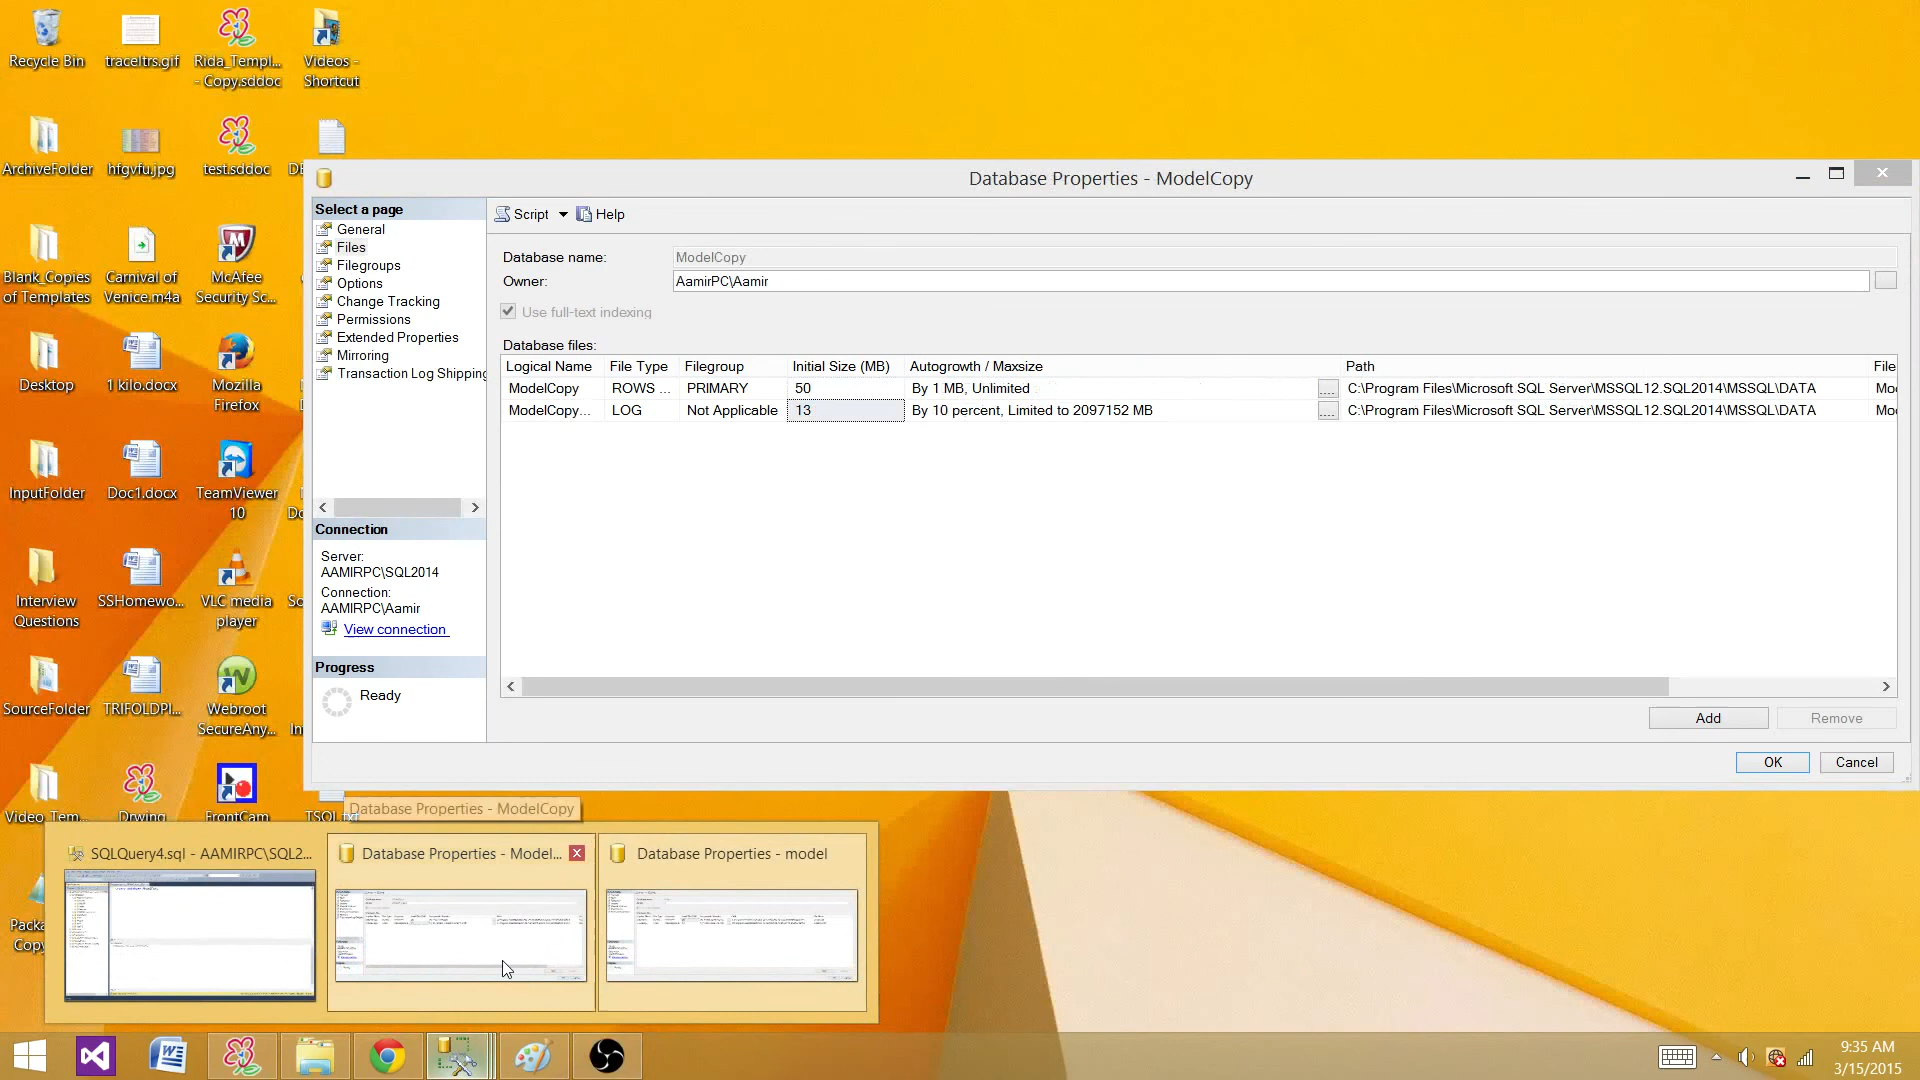 Recycle Bin
traceltrs.gif
Rida_Templ...
- Copy.sddoc
Videos -
Shortcut
ArchiveFolder
hfgvfu.jpg
test.sddoc
Blank_Copies
of Templates
Carnival of
Venice.m4a
McAfee
Security Sc...
Desktop
1 kilo.docx
Mozilla
Firefox
InputFolder
Doc1.docx
TeamViewer
10
Interview
Questions
SSHomewo...
VLC media
player
SourceFolder
TRIFOLDPI...
Webroot
SecureAny...
Video_Tem...
Drwing
FrontCam
TSQL.txt
Database Properties - ModelCopy
Select a page
General
Files
Filegroups
Options
Change Tracking
Permissions
Extended Properties
Mirroring
Transaction Log Shipping
Connection
Server:
AAMIRPC\SQL2014
Connection:
AAMIRPC\Aamir
View connection
Progress
Ready
Script Help
Database name: ModelCopy
Owner: AamirPC\Aamir
Use full-text indexing
Database files:
Logical Name File Type Filegroup Initial Size (MB) Autogrowth / Maxsize Path File
ModelCopy ROWS ... PRIMARY 50 By 1 MB, Unlimited ... C:\Program Files\Microsoft SQL Server\MSSQL12.SQL2014\MSSQL\DATA Mo
ModelCopy... LOG Not Applicable 13 By 10 percent, Limited to 2097152 MB ... C:\Program Files\Microsoft SQL Server\MSSQL12.SQL2014\MSSQL\DATA Mo
Add Remove
OK Cancel
Database Properties - ModelCopy
SQLQuery4.sql - AAMIRPC\SQL2...
Database Properties - Model...
Database Properties - model
Packa
Copy
9:35 AM
3/15/2015